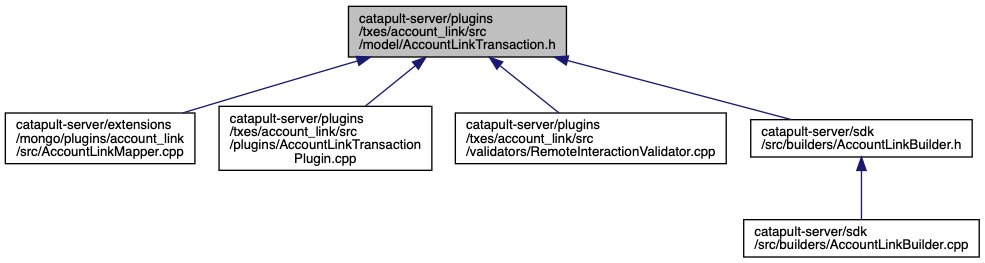 catapult-server/plugins
/txes/account_link/src
/model/AccountLinkTransaction.h
catapult-server/extensions
/mongo/plugins/account_link
/src/AccountLinkMapper.cpp
catapult-server/plugins
/txes/account_link/src
/plugins/AccountLinkTransaction
Plugin.cpp
catapult-server/plugins
/txes/account_link/src
/validators/RemoteInteractionValidator.cpp
catapult-server/sdk
/src/builders/AccountLinkBuilder.h
catapult-server/sdk
/src/builders/AccountLinkBuilder.cpp